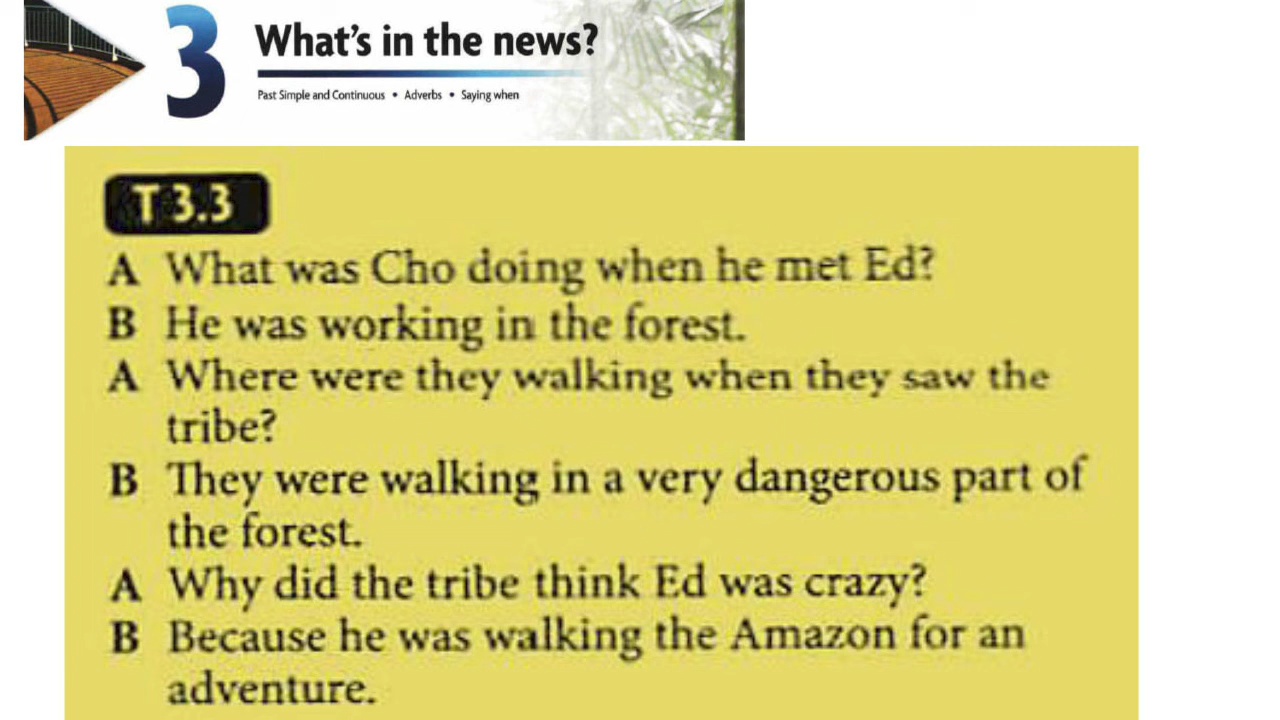 3
What's in the news?
Past Simple and Continuous • Adverbs • Saying when
T 3.3
A What was Cho doing when he met Ed?
B He was working in the forest.
A Where were they walking when they saw the
tribe?
B They were walking in a very dangerous part of
the forest.
A Why did the tribe think Ed was crazy?
B Because he was walking the Amazon for an
adventure.